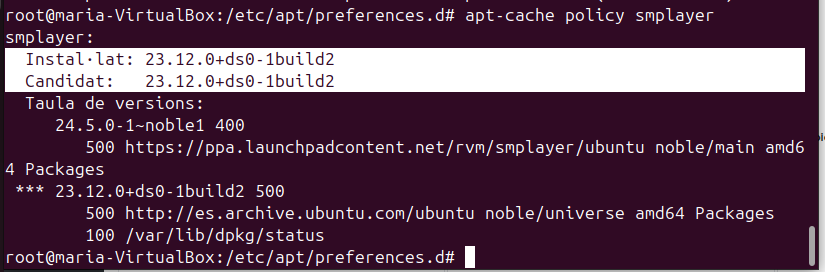 root@maria-VirtualBox:/etc/apt/preferences.d# apt-cache policy smplayer
smplayer:
  Instal·lat: 23.12.0+ds0-1build2
  Candidat:   23.12.0+ds0-1build2
  Taula de versions:
     24.5.0-1~noble1 400
        500 https://ppa.launchpadcontent.net/rvm/smplayer/ubuntu noble/main amd6
4 Packages
 *** 23.12.0+ds0-1build2 500
        500 http://es.archive.ubuntu.com/ubuntu noble/universe amd64 Packages
        100 /var/lib/dpkg/status
root@maria-VirtualBox:/etc/apt/preferences.d#